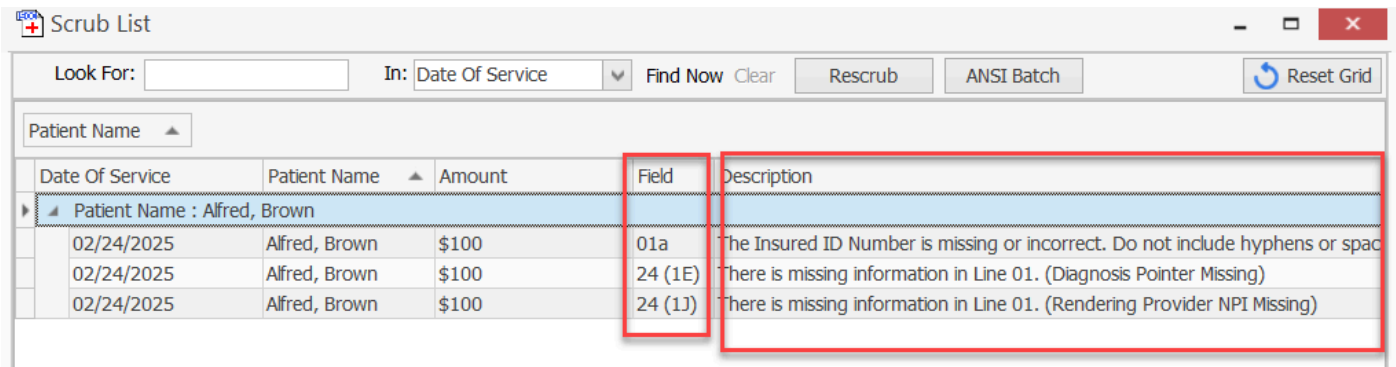 Scrub List
Look For: In: Date Of Service Find Now Clear Rescrub ANSI Batch Reset Grid
Patient Name
Date Of Service Patient Name Amount Field Description
Patient Name : Alfred, Brown
02/24/2025 Alfred, Brown $100 01a The Insured ID Number is missing or incorrect. Do not include hyphens or spac
02/24/2025 Alfred, Brown $100 24 (1E) There is missing information in Line 01. (Diagnosis Pointer Missing)
02/24/2025 Alfred, Brown $100 24 (1J) There is missing information in Line 01. (Rendering Provider NPI Missing)